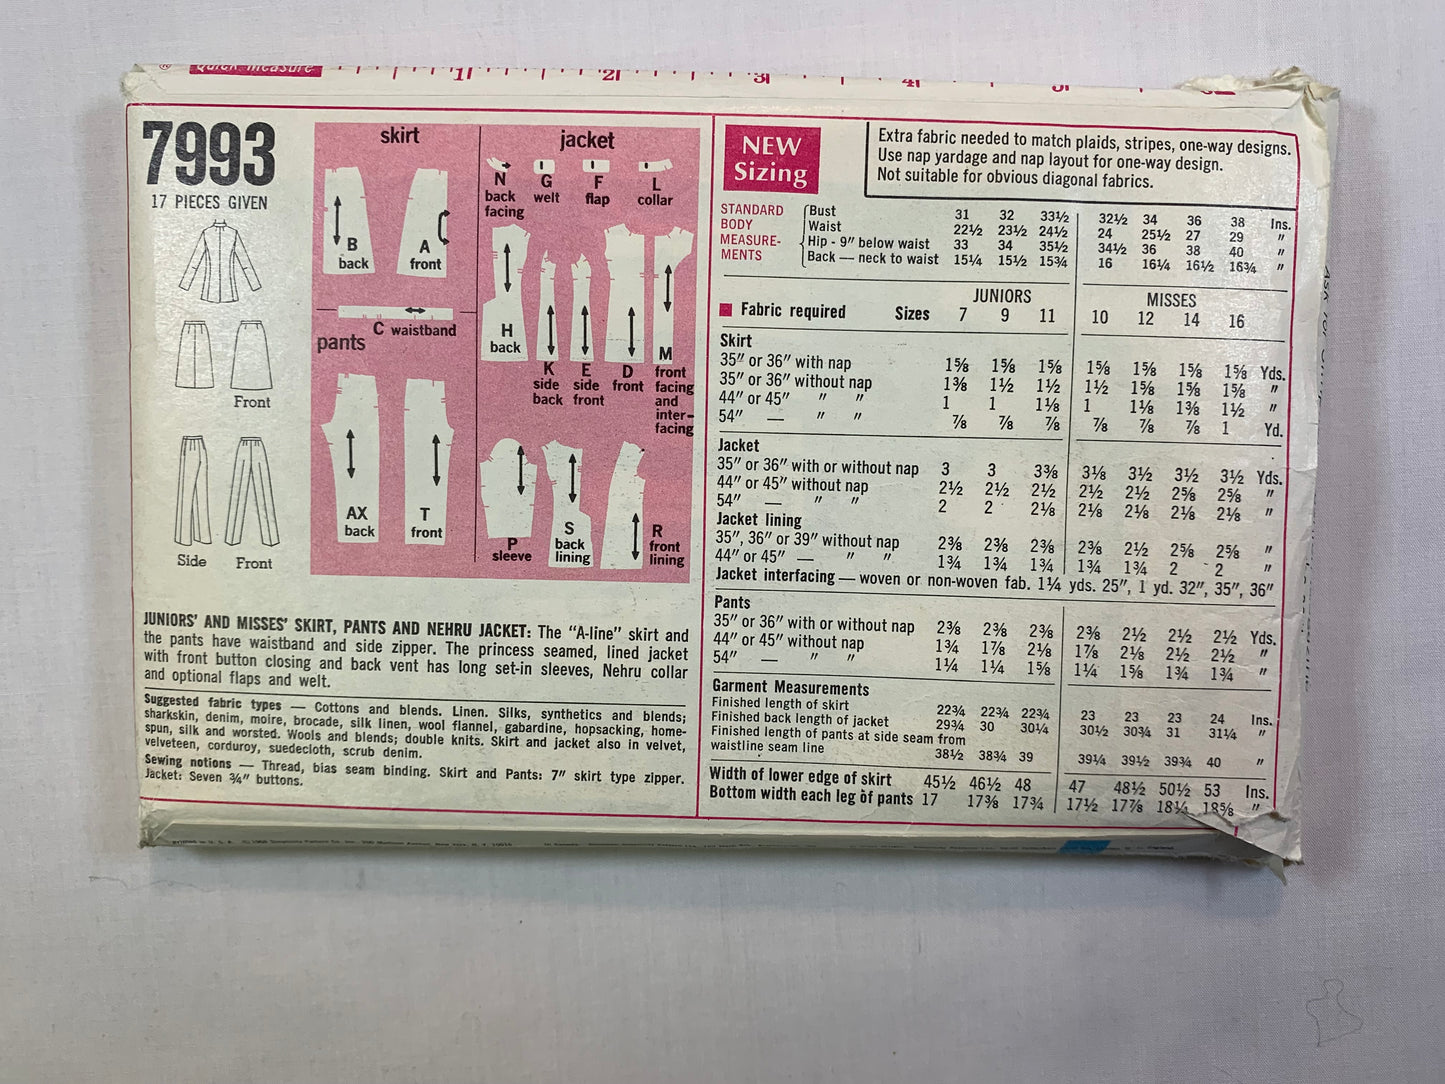 Quick measure 1 2 3 4 5
7993
17 PIECES GIVEN
Front
Side Front
skirt
B
back
A
front
C waistband
pants
AX
back
T
front
jacket
N
back
facing
G
welt
F
flap
L
collar
H
back
K
side
back
E
side
front
D
front
M
front
facing
and
inter-
facing
P
sleeve
S
back
lining
R
front
lining
JUNIORS' AND MISSES' SKIRT, PANTS AND NEHRU JACKET: The "A-line" skirt and
the pants have waistband and side zipper. The princess seamed, lined jacket
with front button closing and back vent has long set-in sleeves, Nehru collar
and optional flaps and welt.
Suggested fabric types — Cottons and blends. Linen. Silks, synthetics and blends;
sharkskin, denim, moire, brocade, silk linen, wool flannel, gabardine, hopsacking, home-
spun, silk and worsted. Wools and blends; double knits. Skirt and jacket also in velvet,
velveteen, corduroy, suedecloth, scrub denim.
Sewing notions — Thread, bias seam binding. Skirt and Pants: 7" skirt type zipper.
Jacket: Seven ¾" buttons.
NEW
Sizing
Extra fabric needed to match plaids, stripes, one-way designs.
Use nap yardage and nap layout for one-way design.
Not suitable for obvious diagonal fabrics.
STANDARD
BODY
MEASURE-
MENTS
Bust 31 32 33½ 32½ 34 36 38 Ins.
Waist 22½ 23½ 24½ 24 25½ 27 29 "
Hip - 9" below waist 33 34 35½ 34½ 36 38 40 "
Back — neck to waist 15¼ 15½ 15¾ 16 16¼ 16½ 16¾ "
JUNIORS MISSES
Fabric required Sizes 7 9 11 10 12 14 16
Skirt
35" or 36" with nap 1⅝ 1⅝ 1⅝ 1⅝ 1⅝ 1⅝ 1⅝ Yds.
35" or 36" without nap 1⅜ 1½ 1½ 1½ 1⅝ 1⅝ 1⅝ "
44" or 45" " " 1 1 1⅛ 1 1⅛ 1⅜ 1½ "
54" — " " ⅞ ⅞ ⅞ ⅞ ⅞ ⅞ 1 Yd.
Jacket
35" or 36" with or without nap 3 3 3⅜ 3⅛ 3½ 3½ 3½ Yds.
44" or 45" without nap 2½ 2½ 2½ 2½ 2½ 2⅝ 2⅝ "
54" — " " 2 2 2⅛ 2⅛ 2⅛ 2⅛ 2⅛ "
Jacket lining
35", 36" or 39" without nap 2⅜ 2⅜ 2⅜ 2⅜ 2½ 2⅝ 2⅝ "
44" or 45" — " " 1¾ 1¾ 1¾ 1¾ 1¾ 2 2 "
Jacket interfacing — woven or non-woven fab. 1¼ yds. 25", 1 yd. 32", 35", 36"
Pants
35" or 36" with or without nap 2⅜ 2⅜ 2⅜ 2⅜ 2½ 2½ 2½ Yds.
44" or 45" without nap 1¾ 1⅞ 2⅛ 1⅞ 2⅛ 2½ 2½ "
54" — " " 1¼ 1¼ 1⅝ 1¼ 1⅝ 1¾ 1¾ "
Garment Measurements
Finished length of skirt 22¾ 22¾ 22¾ 23 23 23 24 Ins.
Finished back length of jacket 29¾ 30 30¼ 30½ 30¾ 31 31¼ "
Finished length of pants at side seam from
waistline seam line 38½ 38¾ 39 39¼ 39½ 39¾ 40 "
Width of lower edge of skirt 45½ 46½ 48 47 48½ 50½ 53 Ins.
Bottom width each leg of pants 17 17⅜ 17¾ 17½ 17⅞ 18¼ 18⅝ "